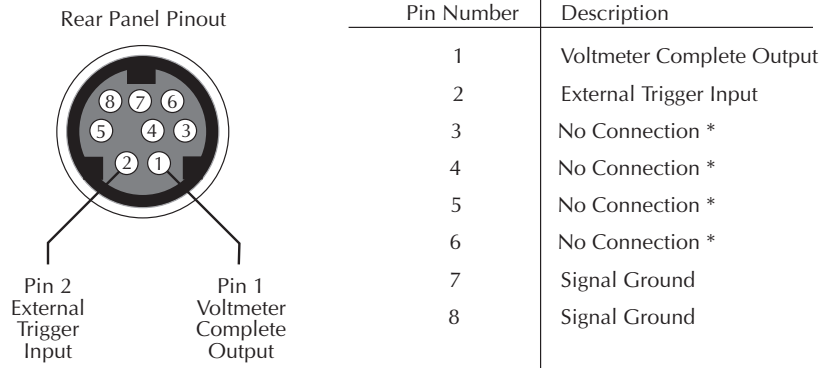 Rear Panel Pinout
8 7 6
5 4 3
2 1
Pin 2
External
Trigger
Input
Pin 1
Voltmeter
Complete
Output
Pin Number Description
1 Voltmeter Complete Output
2 External Trigger Input
3 No Connection *
4 No Connection *
5 No Connection *
6 No Connection *
7 Signal Ground
8 Signal Ground